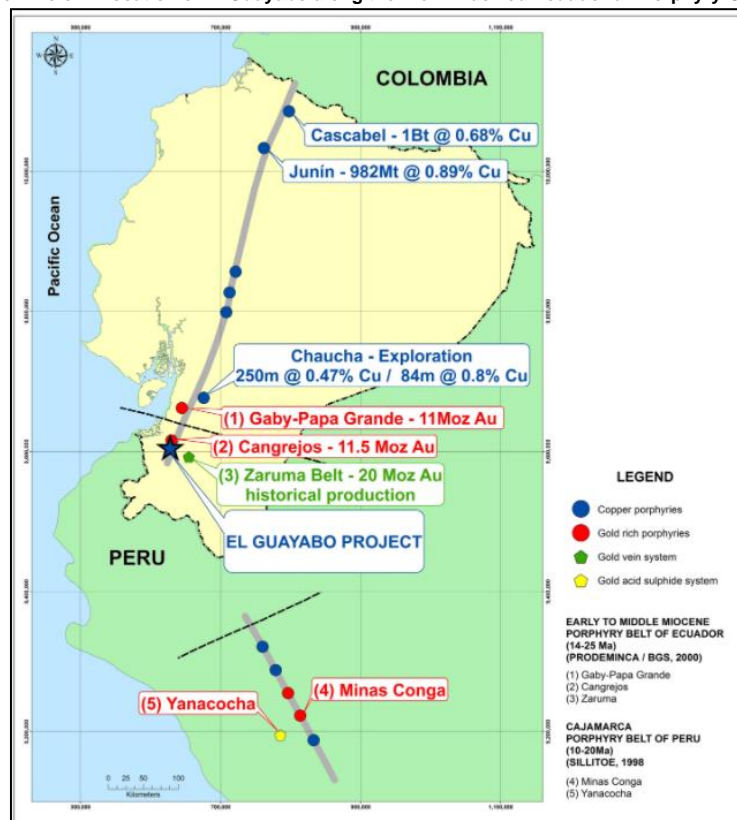 N
COLOMBIA
Cascabel - 1Bt @ 0.68% Cu
Junín - 982Mt @ 0.89% Cu
Pacific Ocean
Chaucha - Exploration
250m @ 0.47% Cu / 84m @ 0.8% Cu
(1) Gaby-Papa Grande - 11Moz Au
(2) Cangrejos - 11.5 Moz Au
(3) Zaruma Belt - 20 Moz Au
historical production
EL GUAYABO PROJECT
PERU
(5) Yanacocha
(4) Minas Conga
0 25 50 100
Kilometers
LEGEND
Copper porphyries
Gold rich porphyries
Gold vein system
Gold acid sulphide system
EARLY TO MIDDLE MIOCENE
PORPHYRY BELT OF ECUADOR
(14-25 Ma)
(PRODEMINCA / BGS, 2000)
(1) Gaby-Papa Grande
(2) Cangrejos
(3) Zaruma
CAJAMARCA
PORPHYRY BELT OF PERU
(10-20Ma)
(SILLITOE, 1998
(4) Minas Conga
(5) Yanacocha